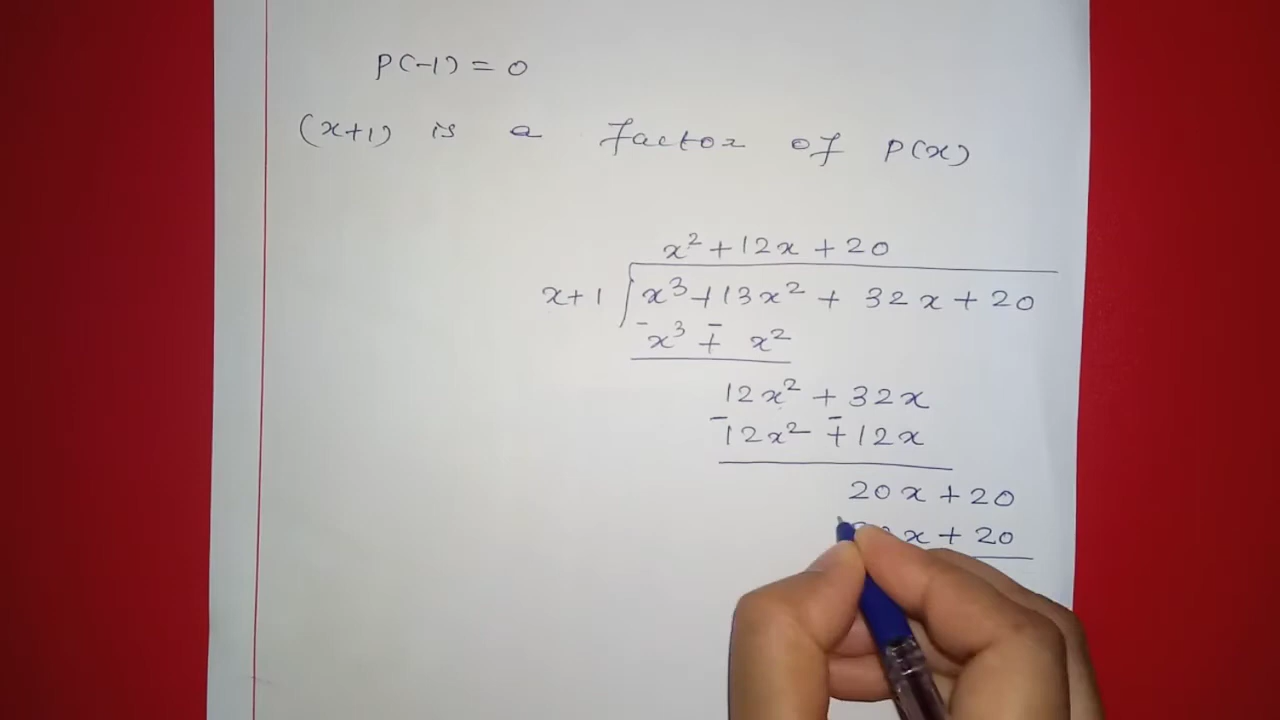 P(-1) = 0
(x+1) is a factor of P(x)
x² + 12x + 20
x+1 x³ + 13x² + 32x + 20
x³ + x²
12x² + 32x
12x² + 12x
20x + 20
x + 20